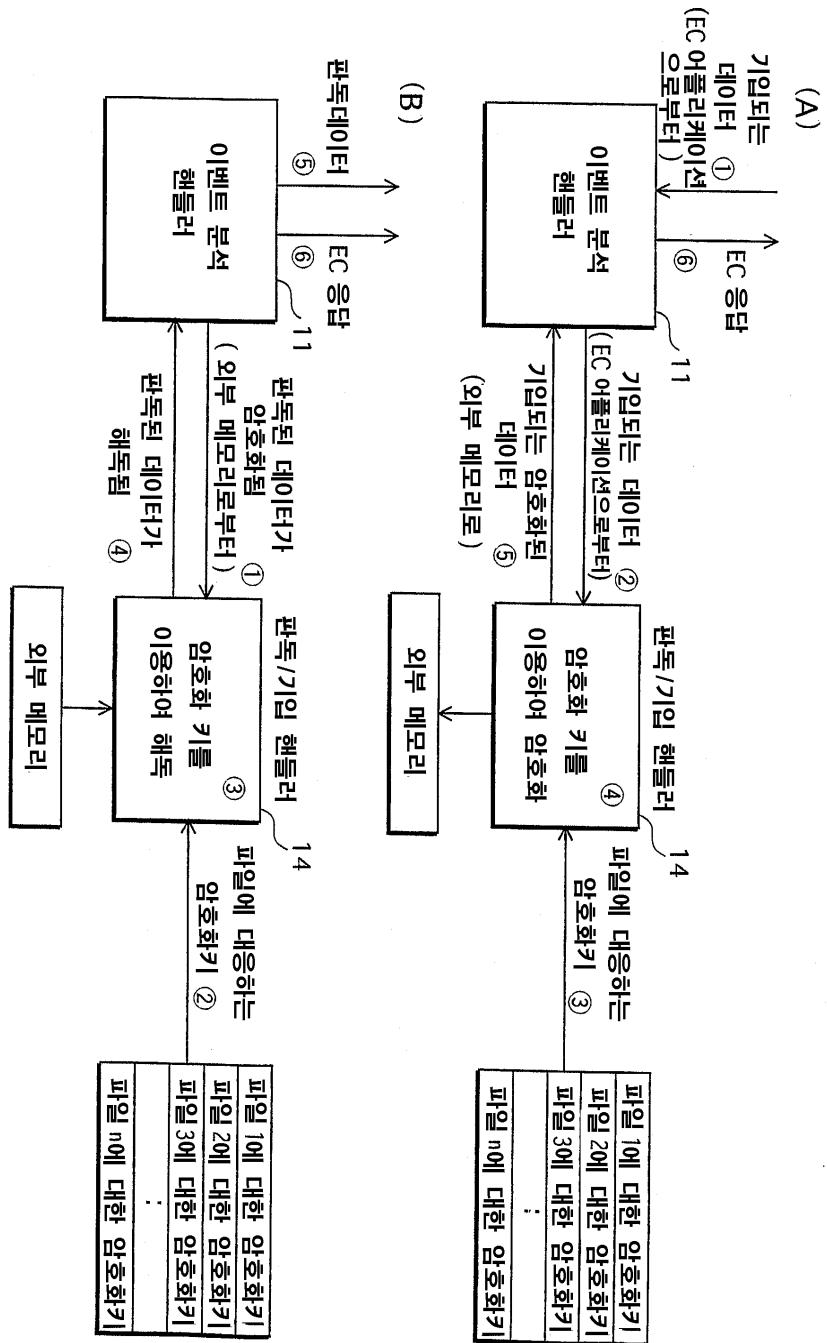 (A)
기입되는
데이터 ①
(EC 어플리케이션
으로부터)
EC 응답
⑥
이벤트 분석
핸들러
11
기입되는 데이터 ②
(EC 어플리케이션으로부터)
기입되는 암호화된
데이터 ⑤
(외부 메모리로)
판독/기입 핸들러
④
암호화 키를
이용하여 암호화
14
외부 메모리
파일에 대응하는
암호화키 ③
파일 1에 대한 암호화키
파일2에 대한 암호화키
파일3에 대한 암호화키
:
파일 n에 대한 암호화키
(B)
판독데이터
⑤
EC 응답
⑥
이벤트 분석
핸들러
11
판독된 데이터가
암호화됨
(외부 메모리로부터) ①
판독된 데이터가
해독됨 ④
판독/기입 핸들러
③
암호화 키를
이용하여 해독
14
외부 메모리
파일에 대응하는
암호화키 ②
파일 1에 대한 암호화키
파일2에 대한 암호화키
파일3에 대한 암호화키
:
파일 n에 대한 암호화키